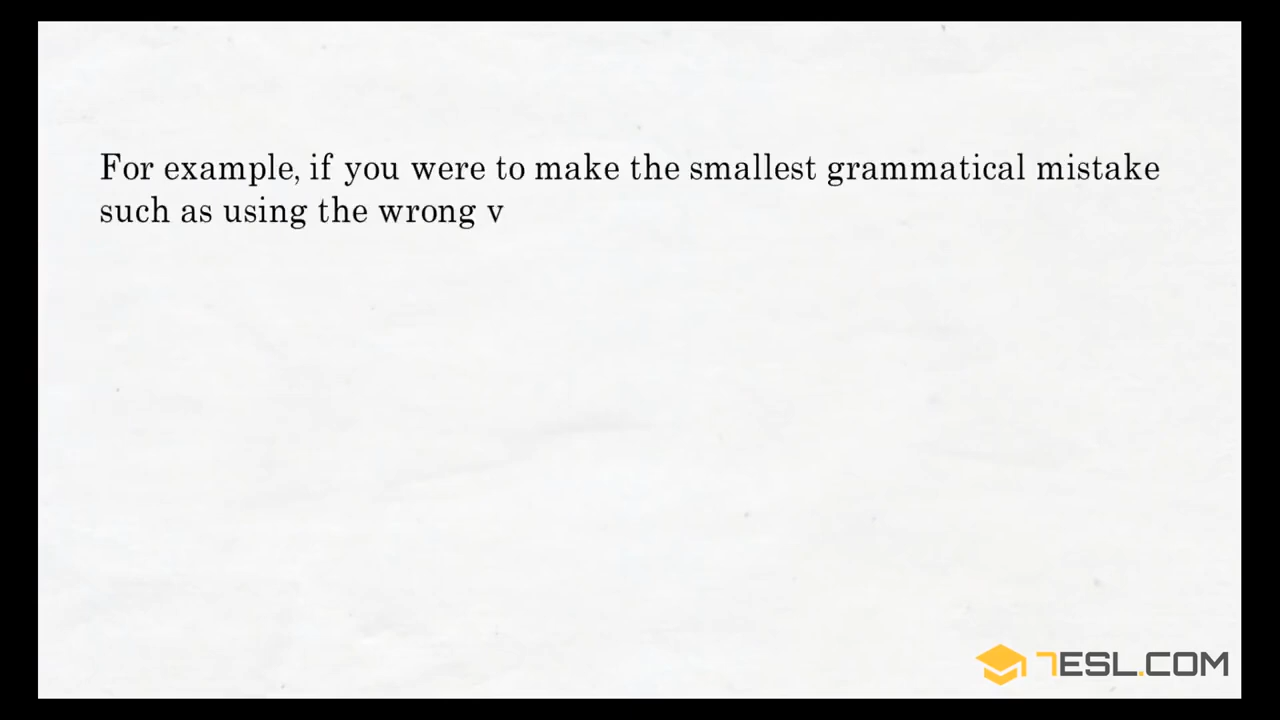 For example, if you were to make the smallest grammatical mistake
such as using the wrong v
7ESL.COM